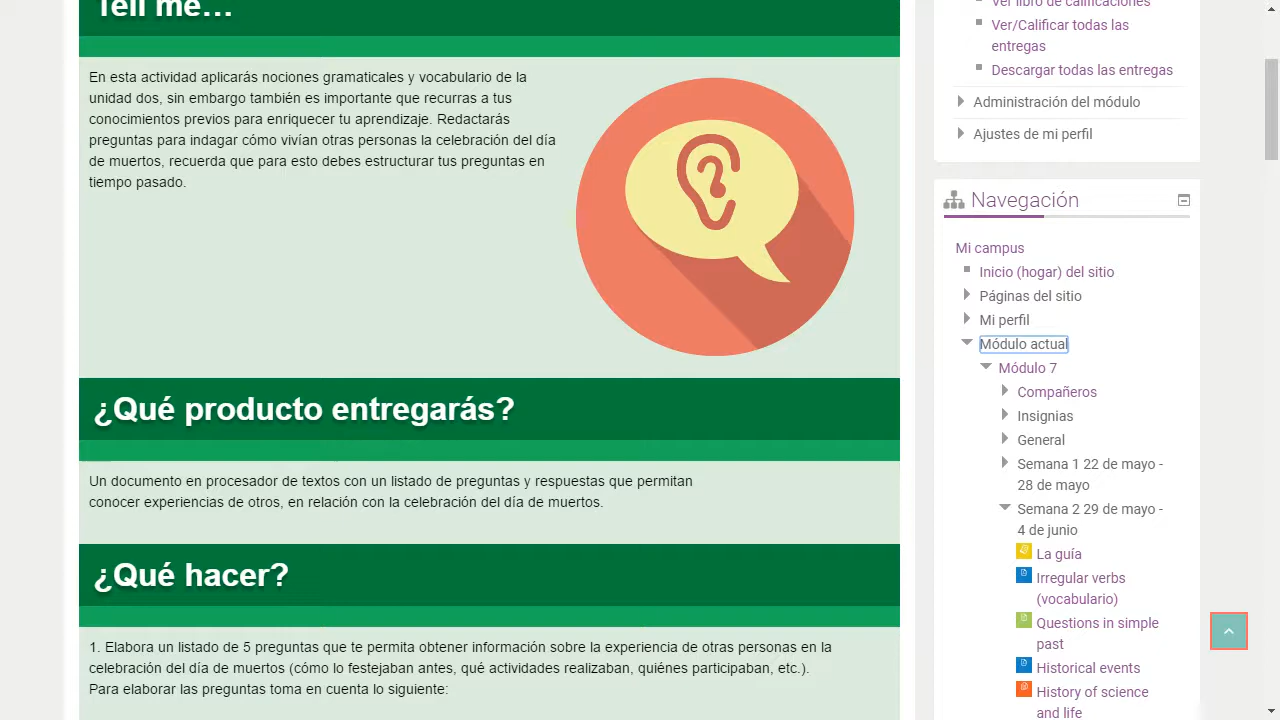 Tell me...
En esta actividad aplicarás nociones gramaticales y vocabulario de la
unidad dos, sin embargo también es importante que recurras a tus
conocimientos previos para enriquecer tu aprendizaje. Redactarás
preguntas para indagar cómo vivían otras personas la celebración del día
de muertos, recuerda que para esto debes estructurar tus preguntas en
tiempo pasado.
¿Qué producto entregarás?
Un documento en procesador de textos con un listado de preguntas y respuestas que permitan
conocer experiencias de otros, en relación con la celebración del día de muertos.
¿Qué hacer?
1. Elabora un listado de 5 preguntas que te permita obtener información sobre la experiencia de otras personas en la
celebración del día de muertos (cómo lo festejaban antes, qué actividades realizaban, quiénes participaban, etc.).
Para elaborar las preguntas toma en cuenta lo siguiente:
Ver libro de calificaciones
Ver/Calificar todas las
entregas
Descargar todas las entregas
Administración del módulo
Ajustes de mi perfil
Navegación
Mi campus
Inicio (hogar) del sitio
Páginas del sitio
Mi perfil
Módulo actual
Módulo 7
Compañeros
Insignias
General
Semana 1 22 de mayo -
28 de mayo
Semana 2 29 de mayo -
4 de junio
La guía
Irregular verbs
(vocabulario)
Questions in simple
past
Historical events
History of science
and life